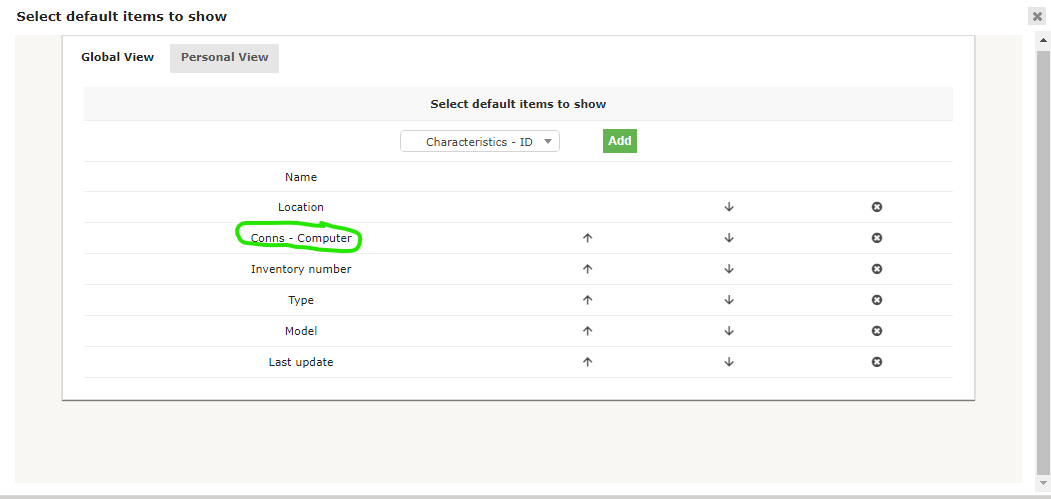 Select default items to show
Global View
Personal View
Select default items to show
Characteristics - ID
Add
Name
Location
Conns - Computer
Inventory number
Type
Model
Last update